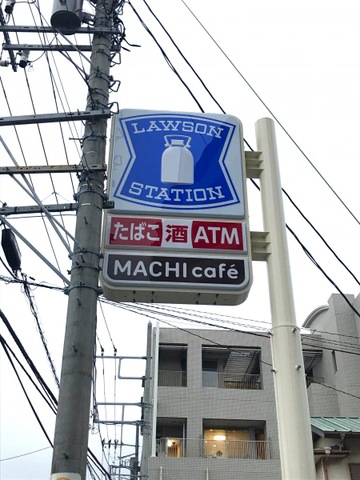 LAWSON
STATION
たばこ 酒 ATM
MACHI café